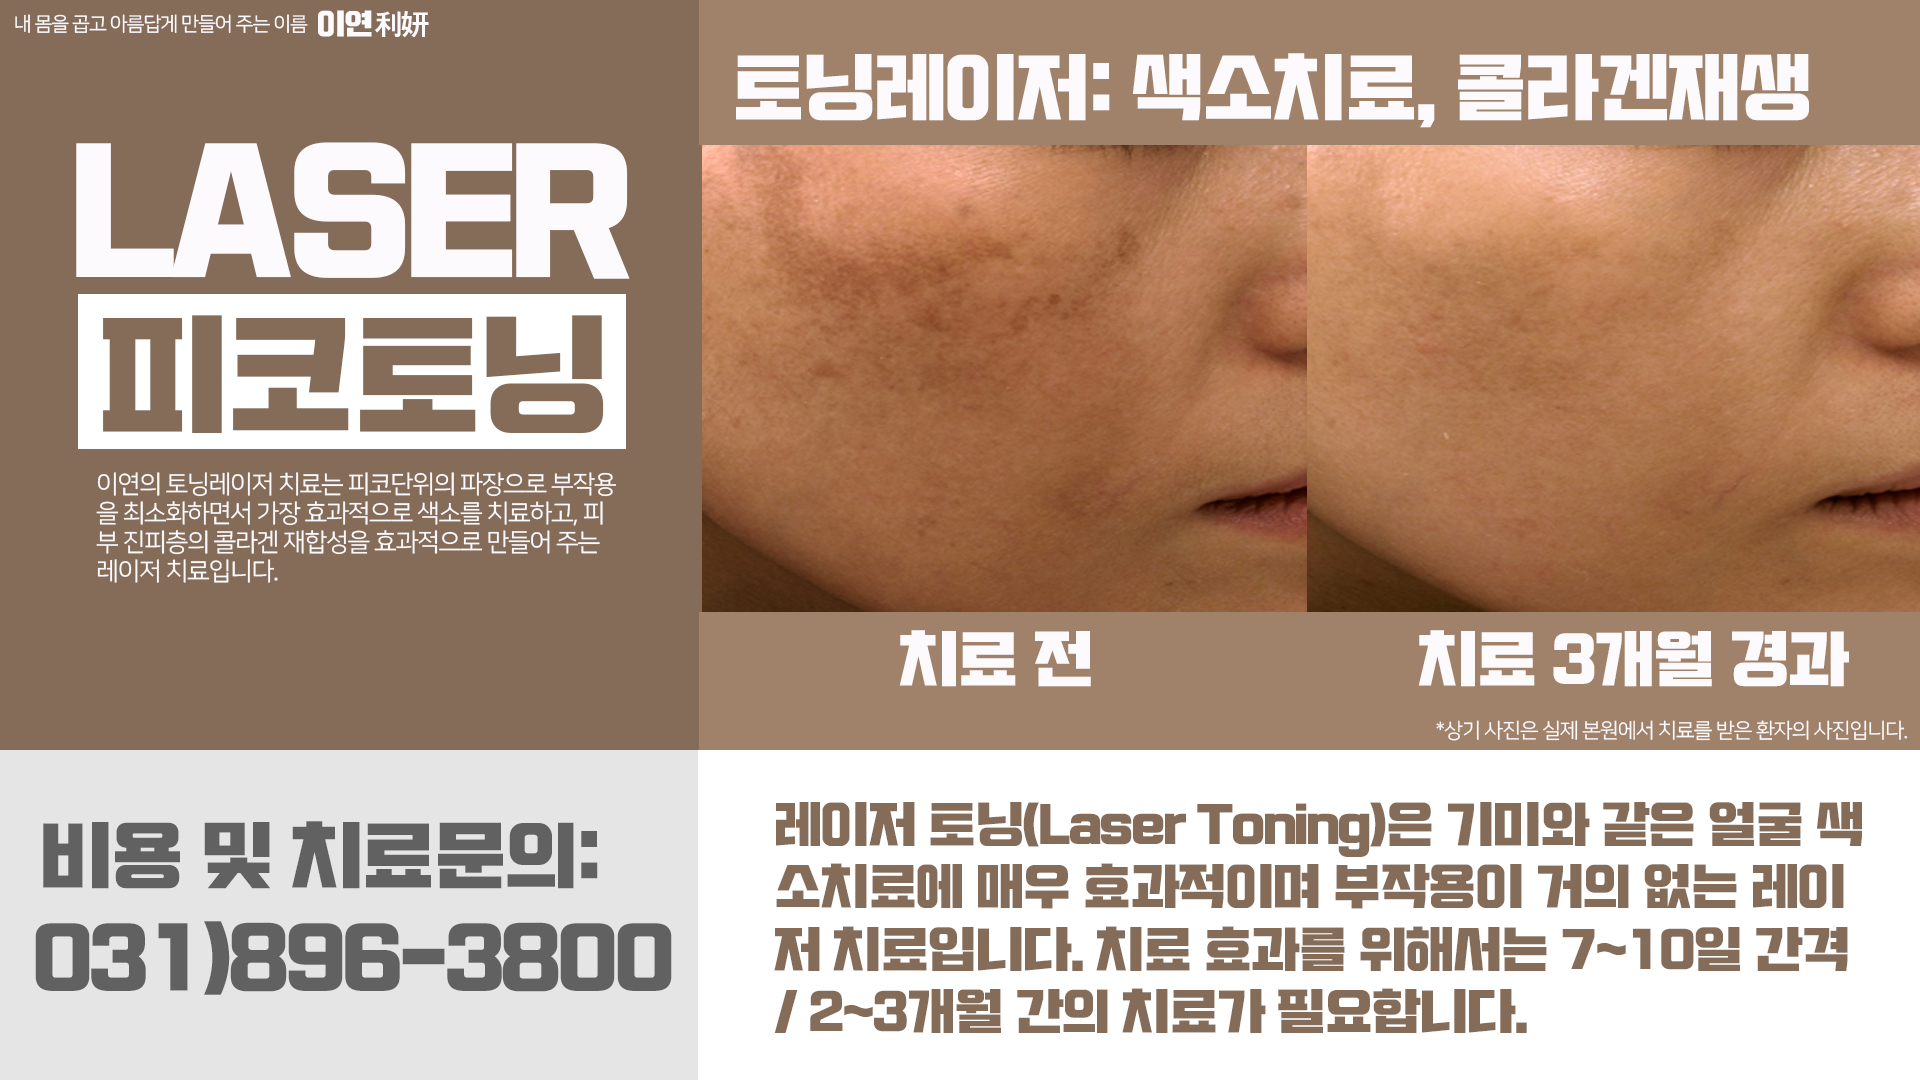 내 몸을 곱고 아름답게 만들어 주는 이름 이연利姸
LASER
피코토닝
이연의 토닝레이저 치료는 피코단위의 파장으로 부작용
을 최소화하면서 가장 효과적으로 색소를 치료하고, 피
부 진피층의 콜라겐 재합성을 효과적으로 만들어 주는
레이저 치료입니다.
토닝레이저: 색소치료, 콜라겐재생
치료 전
치료 3개월 경과
*상기 사진은 실제 본원에서 치료를 받은 환자의 사진입니다.
비용 및 치료문의:
031)896-3800
레이저 토닝(Laser Toning)은 기미와 같은 얼굴 색
소치료에 매우 효과적이며 부작용이 거의 없는 레이
저 치료입니다. 치료 효과를 위해서는 7~10일 간격
/ 2~3개월 간의 치료가 필요합니다.